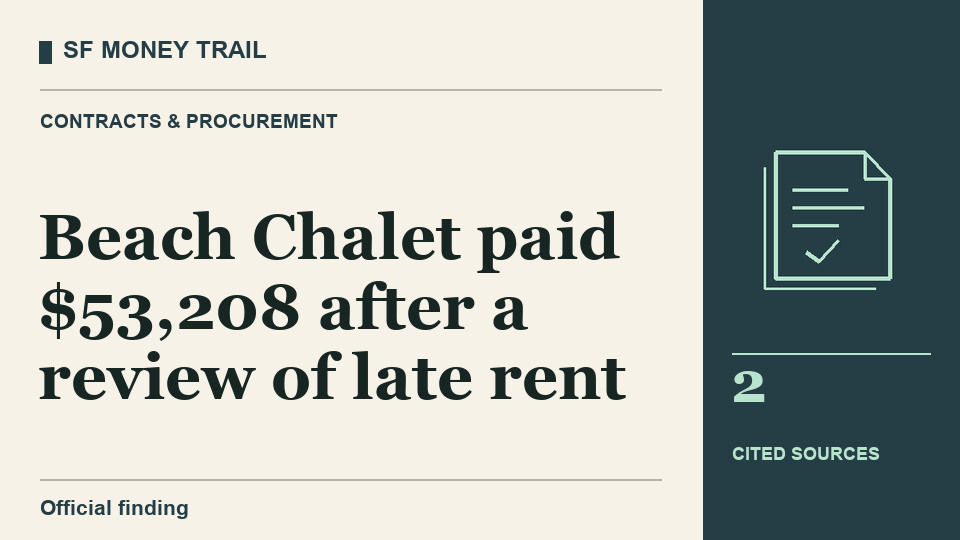 SF MONEY TRAIL
CONTRACTS & PROCUREMENT
Beach Chalet paid
$53,208 after a
review of late rent
Official finding
2
CITED SOURCES